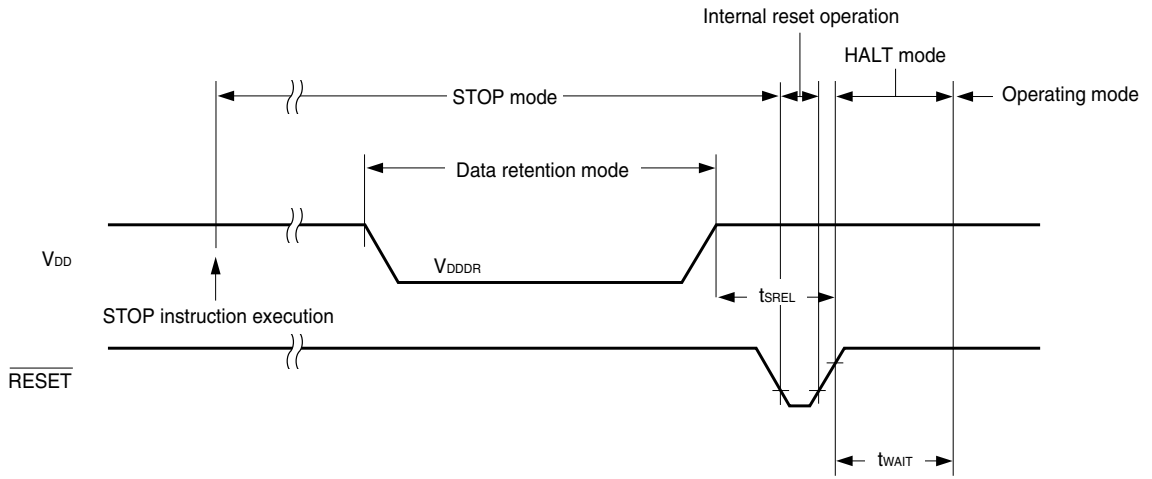 Internal reset operation
HALT mode
STOP mode
Operating mode
Data retention mode
VDD
VDDDR
tSREL
STOP instruction execution
RESET
tWAIT